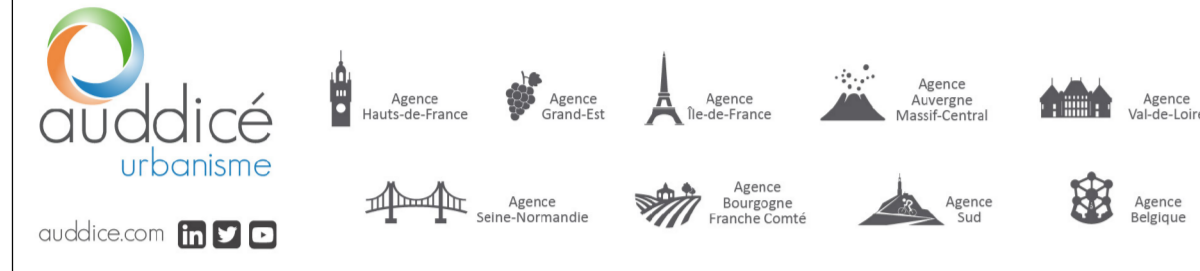 auddicé
urbanisme
auddice.com
Agence
Hauts-de-France
Agence
Grand-Est
Agence
Île-de-France
Agence
Auvergne
Massif-Central
Agence
Val-de-Loire
Agence
Seine-Normandie
Agence
Bourgogne
Franche Comté
Agence
Sud
Agence
Belgique